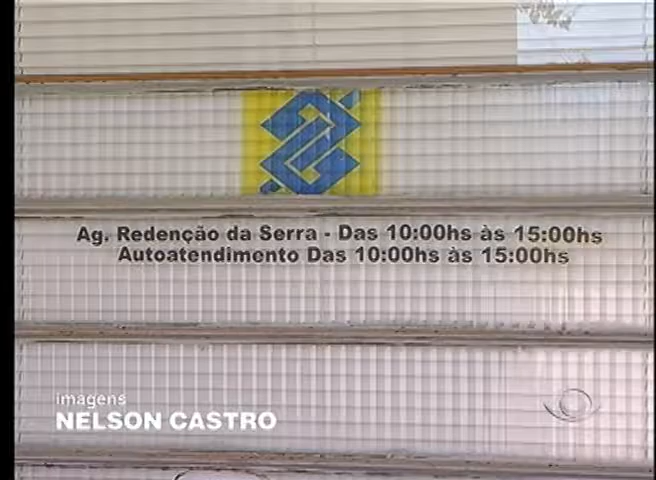 Ag. Redenção da Serra - Das 10:00hs às 15:00hs
Autoatendimento Das 10:00hs às 15:00hs
imagens
NELSON CASTRO